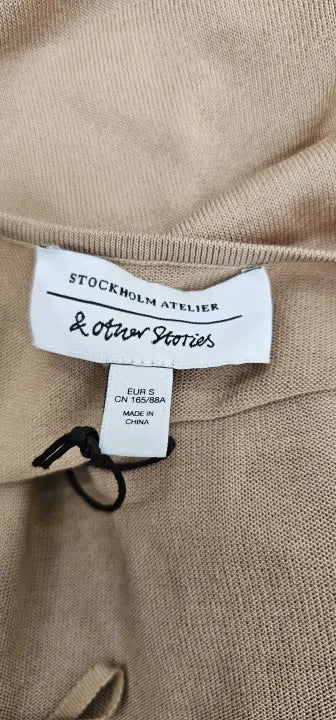 STOCKHOLM ATELIER
& Other Stories
EUR S
CN 165/88A
MADE IN
CHINA